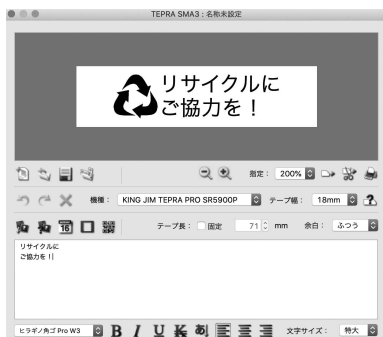 TEPRA SMA3 : 名称未設定
リサイクルに
ご協力を！
指定： 200%
機種： KING JIM TEPRA PRO SR5900P テープ幅： 18mm
16 テープ長： 固定 71 mm 余白： ふつう
リサイクルに
ご協力を！
ヒラギノ角ゴ Pro W3 B I U K あ 文字サイズ： 特大